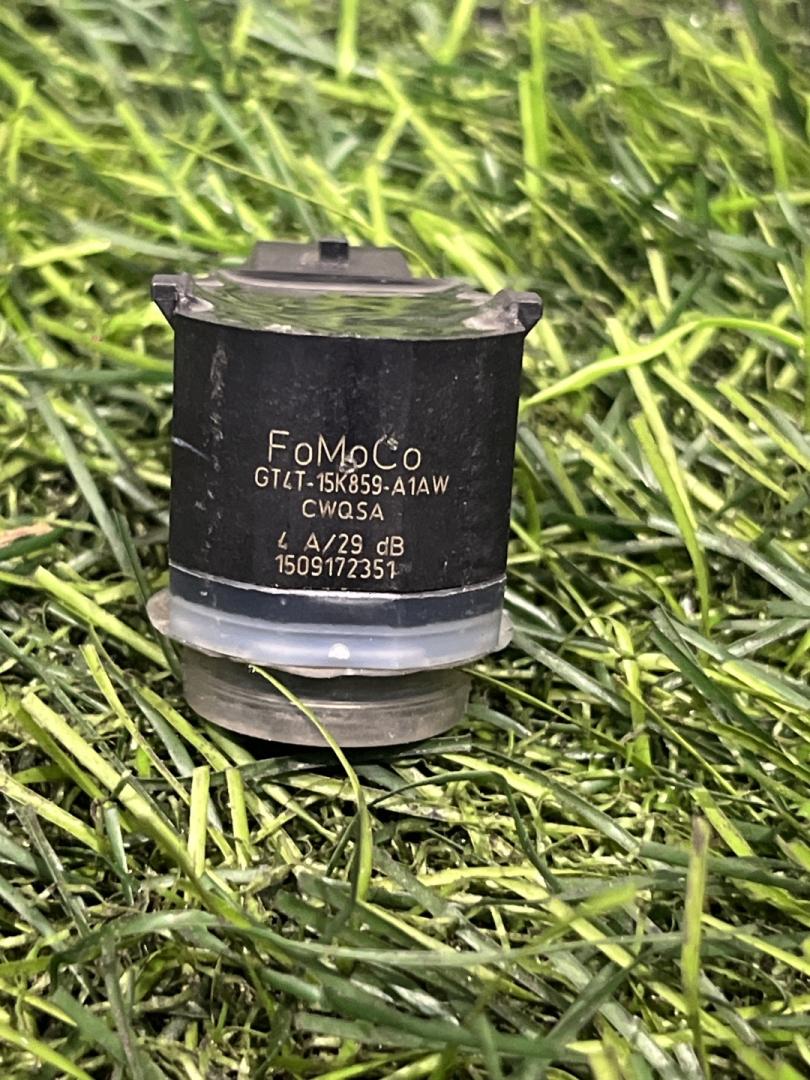 FoMoCo
GT4T-15K859-A1AW
CWQSA
4 A/29 dB
1509172351